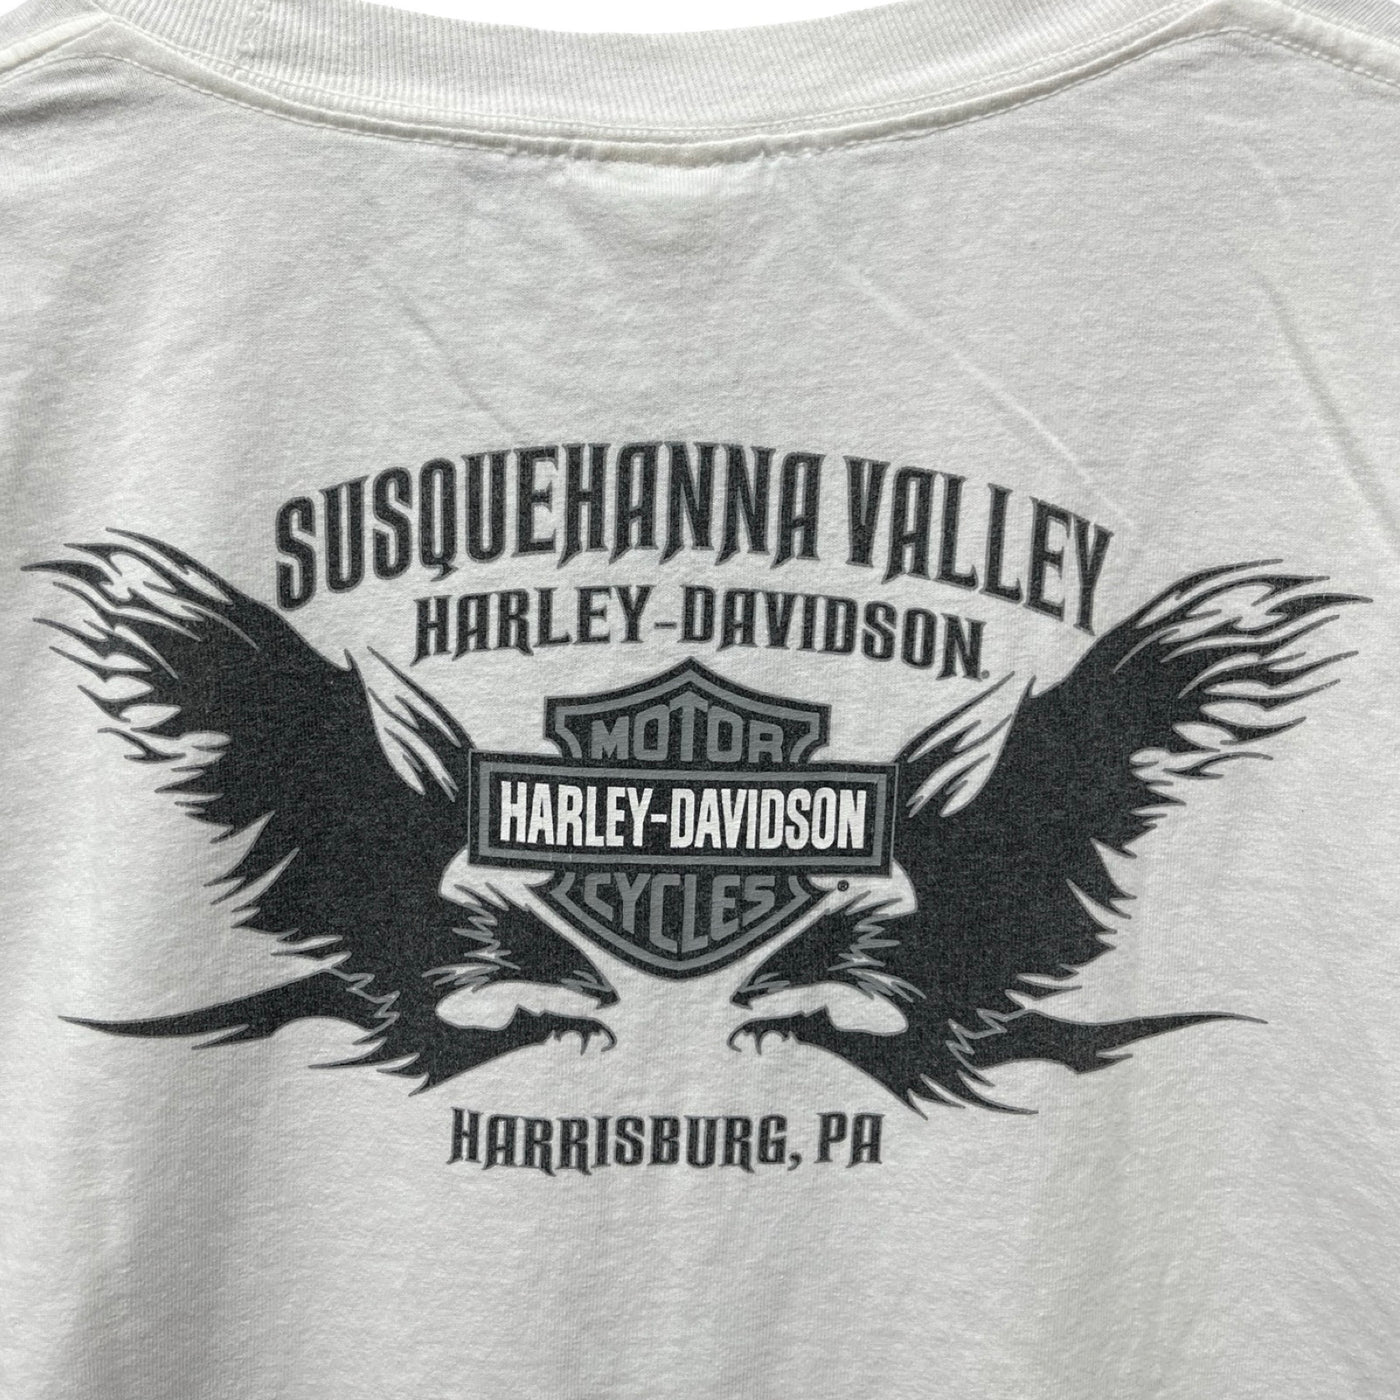 SUSQUEHANNA VALLEY
HARLEY-DAVIDSON®
MOTOR
HARLEY-DAVIDSON
CYCLES®
HARRISBURG, PA